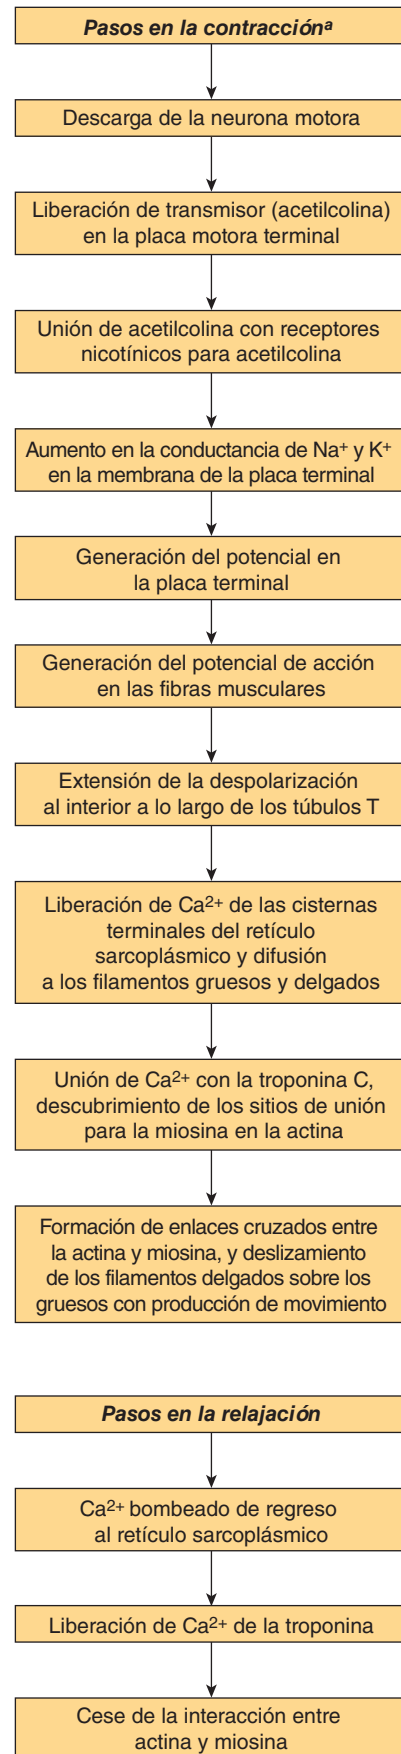 Pasos en la contracciónᵃ
Descarga de la neurona motora
Liberación de transmisor (acetilcolina)
en la placa motora terminal
Unión de acetilcolina con receptores
nicotínicos para acetilcolina
Aumento en la conductancia de Na⁺ y K⁺
en la membrana de la placa terminal
Generación del potencial en
la placa terminal
Generación del potencial de acción
en las fibras musculares
Extensión de la despolarización
al interior a lo largo de los túbulos T
Liberación de Ca²⁺ de las cisternas
terminales del retículo
sarcoplásmico y difusión
a los filamentos gruesos y delgados
Unión de Ca²⁺ con la troponina C,
descubrimiento de los sitios de unión
para la miosina en la actina
Formación de enlaces cruzados entre
la actina y miosina, y deslizamiento
de los filamentos delgados sobre los
gruesos con producción de movimiento
Pasos en la relajación
Ca²⁺ bombeado de regreso
al retículo sarcoplásmico
Liberación de Ca²⁺ de la troponina
Cese de la interacción entre
actina y miosina